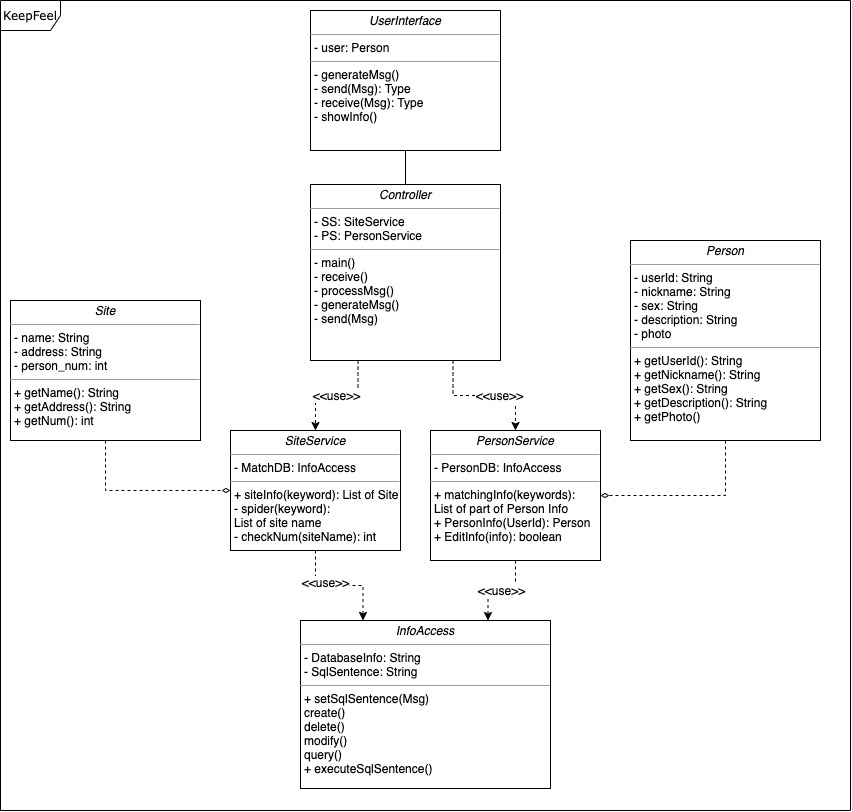 KeepFeel
UserInterface
- user: Person
- generateMsg()
- send(Msg): Type
- receive(Msg): Type
- showInfo()
Controller
- SS: SiteService
- PS: PersonService
- main()
- receive()
- processMsg()
- generateMsg()
- send(Msg)
Person
- userId: String
- nickname: String
- sex: String
- description: String
- photo
+ getUserId(): String
+ getNickname(): String
+ getSex(): String
+ getDescription(): String
+ getPhoto()
Site
- name: String
- address: String
- person_num: int
+ getName(): String
+ getAddress(): String
+ getNum(): int
<<use>>
<<use>>
SiteService
- MatchDB: InfoAccess
+ siteInfo(keyword): List of Site
- spider(keyword):
List of site name
- checkNum(siteName): int
PersonService
- PersonDB: InfoAccess
+ matchingInfo(keywords):
List of part of Person Info
+ PersonInfo(UserId): Person
+ EditInfo(info): boolean
<<use>>
<<use>>
InfoAccess
- DatabaseInfo: String
- SqlSentence: String
+ setSqlSentence(Msg)
create()
delete()
modify()
query()
+ executeSqlSentence()